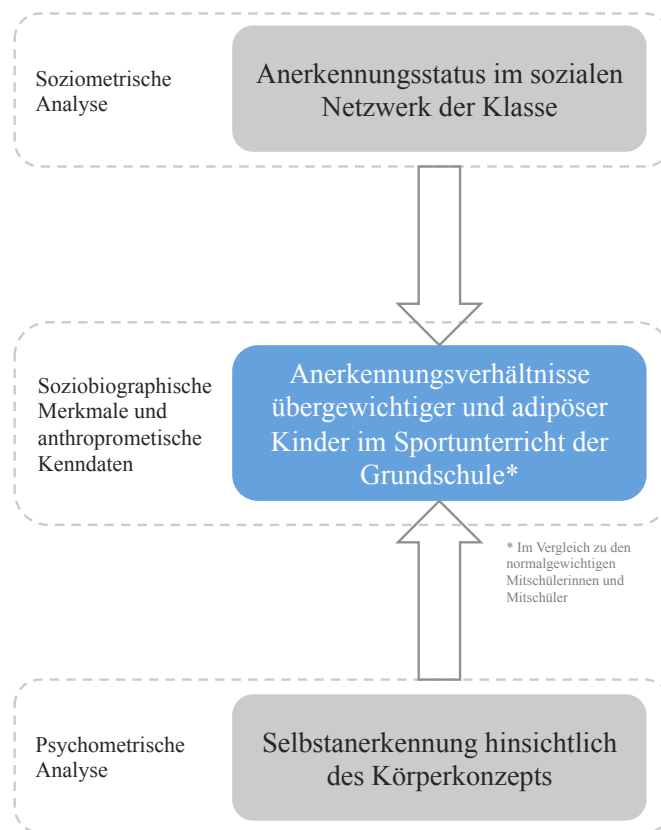 Soziometrische
Analyse
Anerkennungsstatus im sozialen
Netzwerk der Klasse
Soziobiographische
Merkmale und
anthroprometische
Kenndaten
Anerkennungsverhältnisse
übergewichtiger und adipöser
Kinder im Sportunterricht der
Grundschule*
* Im Vergleich zu den
normalgewichtigen
Mitschülerinnen und
Mitschüler
Psychometrische
Analyse
Selbstanerkennung hinsichtlich
des Körperkonzepts